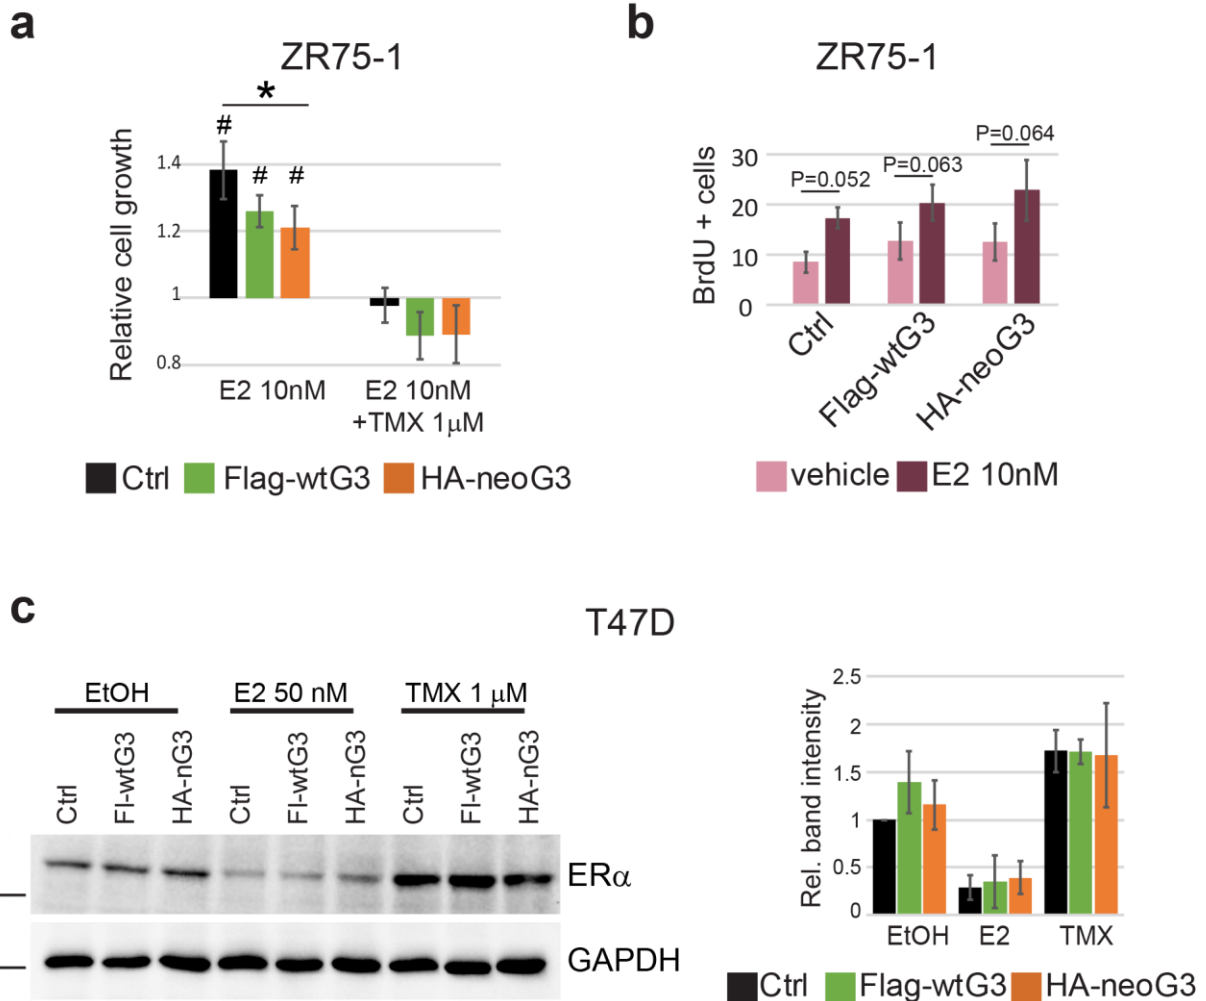 a
ZR75-1
*
#
# #
Relative cell growth
1.4
1.2
1
0.8
E2 10nM
E2 10nM
+TMX 1μM
Ctrl Flag-wtG3 HA-neoG3
b
ZR75-1
BrdU + cells
30
20
10
0
P=0.052
P=0.063
P=0.064
Ctrl
Flag-wtG3
HA-neoG3
vehicle E2 10nM
c
T47D
EtOH E2 50 nM TMX 1 μM
Ctrl
Fl-wtG3
HA-nG3
Ctrl
Fl-wtG3
HA-nG3
Ctrl
Fl-wtG3
HA-nG3
ERα
GAPDH
Rel. band intensity
2.5
2
1.5
1
0.5
0
EtOH E2 TMX
Ctrl Flag-wtG3 HA-neoG3